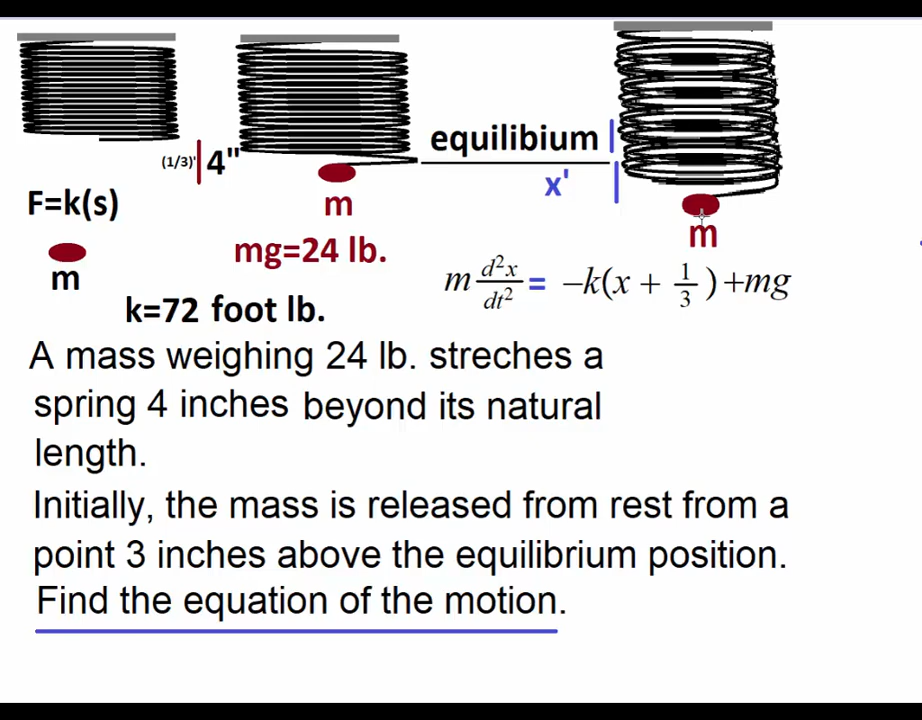 (1/3)' 4"
equilibium
x'
F=k(s)
m
m
m
mg=24 lb.
m d²x/dt² = –k(x + 1/3)+mg
k=72 foot lb.
A mass weighing 24 lb. streches a
spring 4 inches beyond its natural
length.
Initially, the mass is released from rest from a
point 3 inches above the equilibrium position.
Find the equation of the motion.